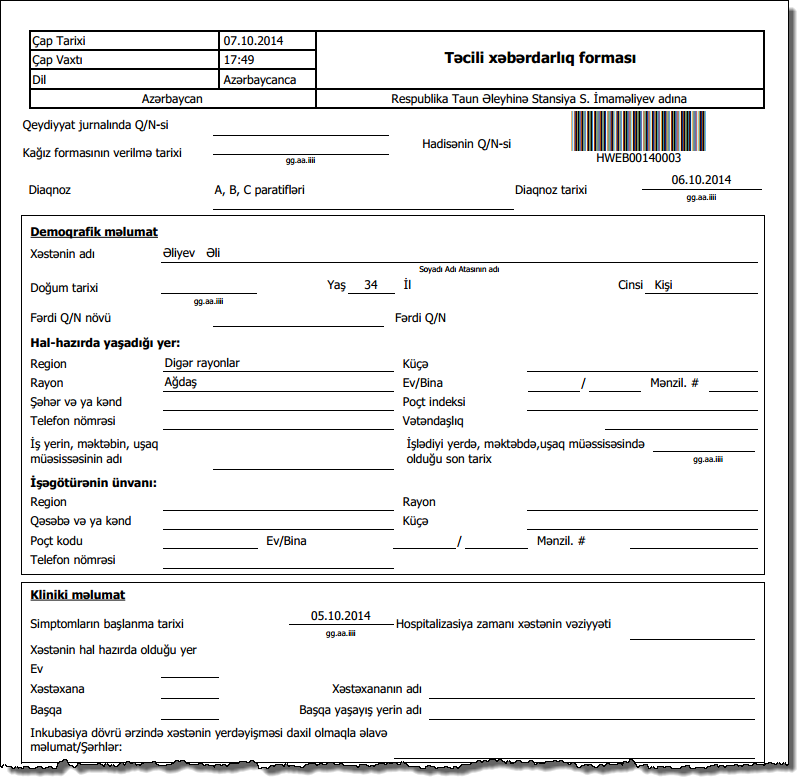 Çap Tarixi 07.10.2014
Təcili xəbərdarlıq forması
Çap Vaxtı 17:49
Dil Azərbaycanca
Azərbaycan Respublika Taun Əleyhinə Stansiya S. İmaməliyev adına
Qeydiyyat jurnalında Q/N-si
Hadisənin Q/N-si
HWEB00140003
Kağız formasının verilmə tarixi
gg.aa.iiii
Diaqnoz A, B, C paratifləri Diaqnoz tarixi 06.10.2014
gg.aa.iiii
Demoqrafik məlumat
Xəstənin adı Əliyev Əli
Soyadı Adı Atasının adı
Doğum tarixi Yaş 34 İl Cinsi Kişi
gg.aa.iiii
Fərdi Q/N növü Fərdi Q/N
Hal-hazırda yaşadığı yer:
Region Digər rayonlar Küçə
Rayon Ağdaş Ev/Bina / Mənzil. #
Şəhər və ya kənd Poçt indeksi
Telefon nömrəsi Vətəndaşlıq
İş yerin, məktəbin, uşaq İşlədiyi yerdə, məktəbdə,uşaq müəssisəsində
müəsissəsinin adı olduğu son tarix
gg.aa.iiii
İşəgötürənin ünvanı:
Region Rayon
Qəsəbə və ya kənd Küçə
Poçt kodu Ev/Bina / Mənzil. #
Telefon nömrəsi
Kliniki məlumat
Simptomların başlanma tarixi 05.10.2014 Hospitalizasiya zamanı xəstənin vəziyyəti
gg.aa.iiii
Xəstənin hal hazırda olduğu yer
Ev
Xəstəxana Xəstəxananın adı
Başqa Başqa yaşayış yerin adı
Inkubasiya dövrü ərzində xəstənin yerdəyişməsi daxil olmaqla əlavə
məlumat/Şərhlər: